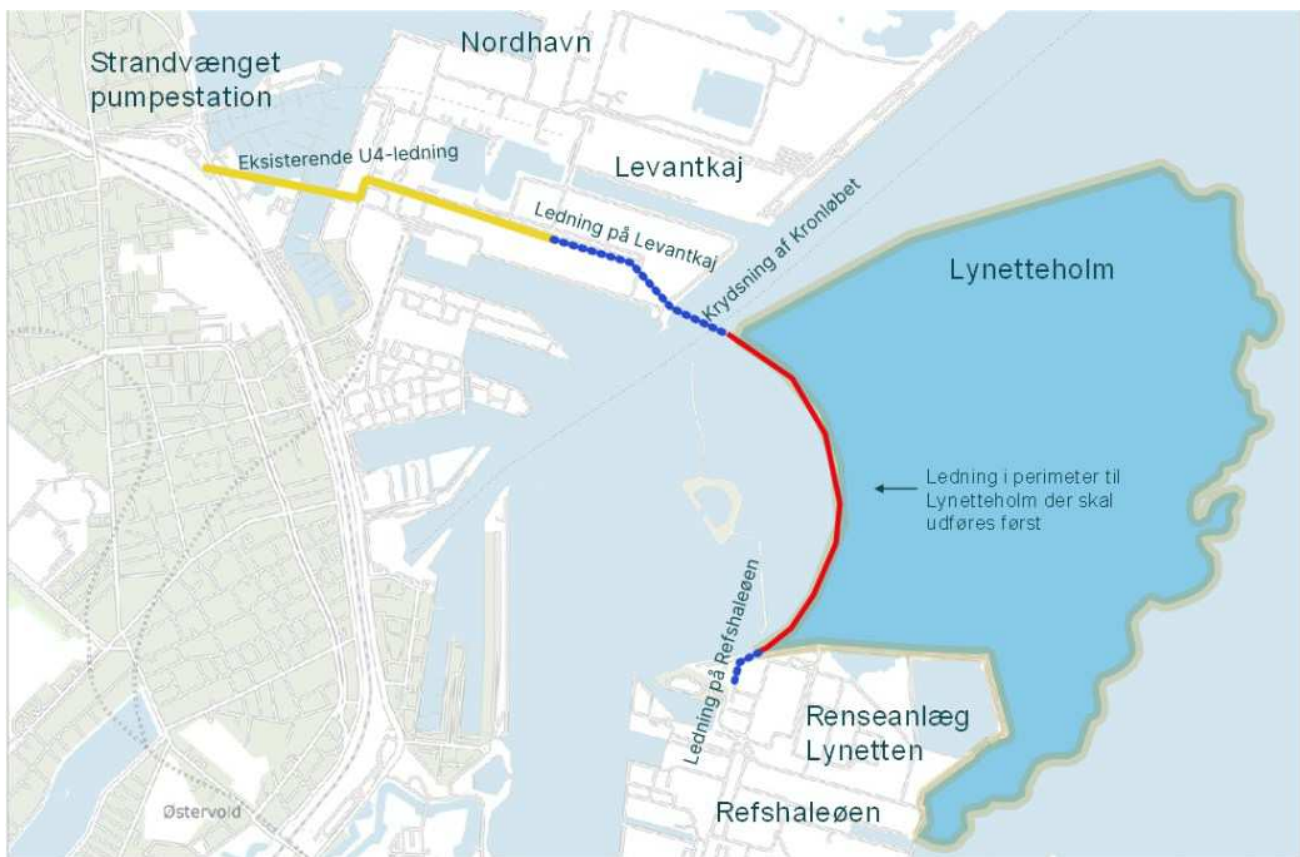 Nordhavn
Strandvænget
pumpestation
Eksisterende U4-ledning
Levantkaj
Ledning på Levantkaj
Krydsning af Kronløbet
Lynetteholm
Ledning i perimeter til
Lynetteholm der skal
udføres først
Ledning på Refshaleøen
Renseanlæg
Lynetten
Refshaleøen
Østervold